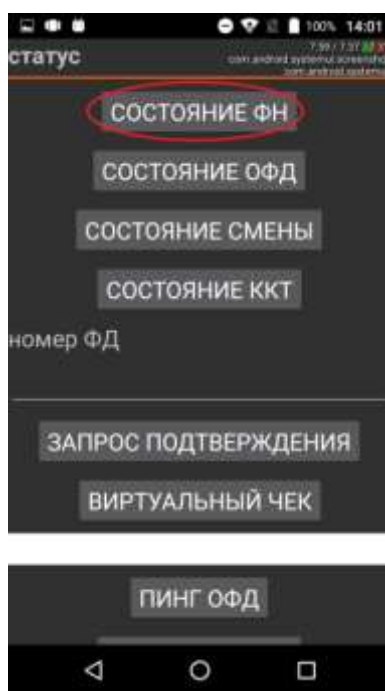 100% 14:01
статус
СОСТОЯНИЕ ФН
СОСТОЯНИЕ ОФД
СОСТОЯНИЕ СМЕНЫ
СОСТОЯНИЕ ККТ
номер ФД
ЗАПРОС ПОДТВЕРЖДЕНИЯ
ВИРТУАЛЬНЫЙ ЧЕК
ПИНГ ОФД